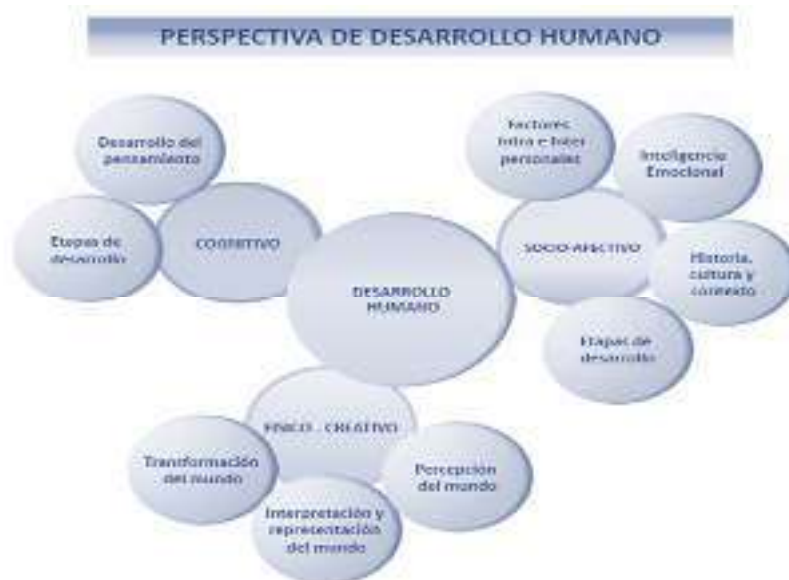 PERSPECTIVA DE DESARROLLO HUMANO
Desarrollo del
pensamiento
Etapas de
desarrollo
COGNITIVO
Factores
Intra e Inter
personales
Inteligencia
Emocional
SOCIO-AFECTIVO
Historia,
cultura y
contexto
Etapas de
desarrollo
DESARROLLO
HUMANO
FISICO - CREATIVO
Transformación
del mundo
Interpretación y
representación
del mundo
Percepción
del mundo